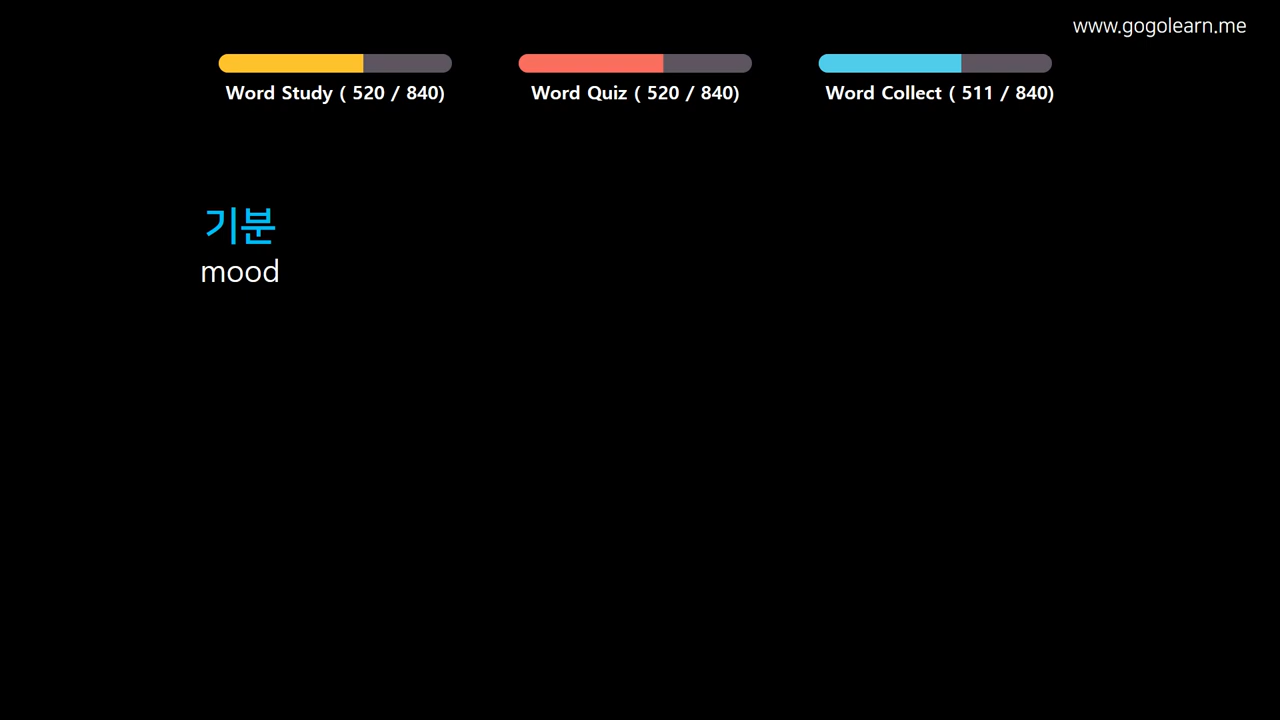 www.gogolearn.me
Word Study ( 520 / 840)
Word Quiz ( 520 / 840)
Word Collect ( 511 / 840)
기분
mood